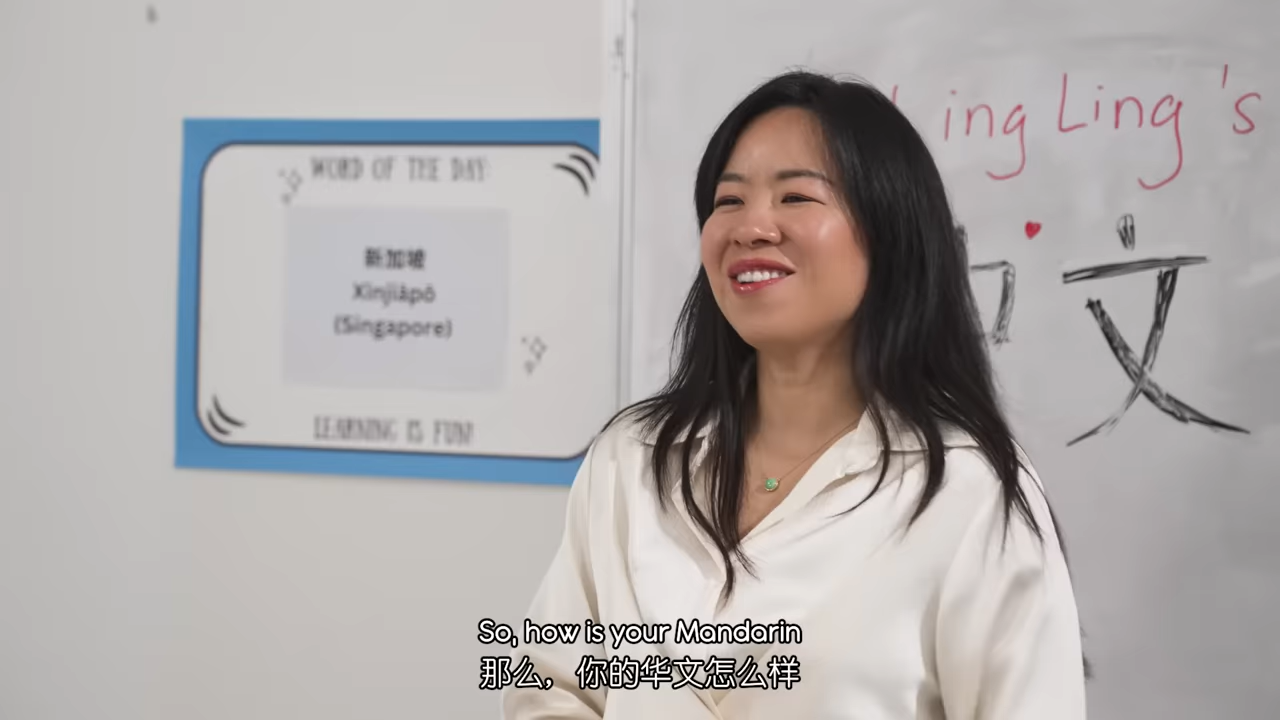 WORD OF THE DAY:
新加坡
Xīnjiāpō
(Singapore)
LEARNING IS FUN!
Ling Ling's
文
So, how is your Mandarin
那么，你的华文怎么样